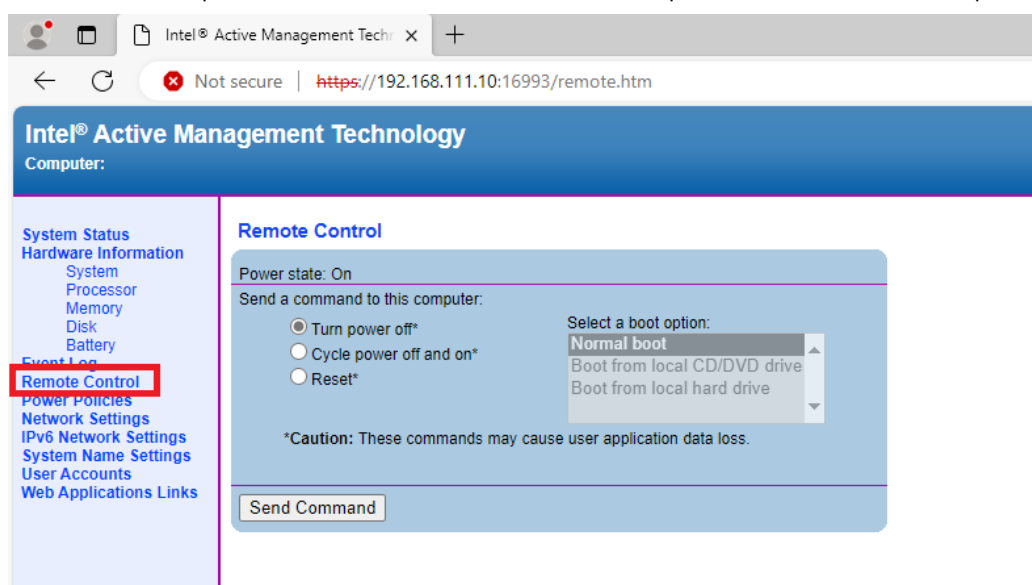 Intel® Active Management Techr
Not secure | https://192.168.111.10:16993/remote.htm
Intel® Active Management Technology
Computer:
System Status
Hardware Information
System
Processor
Memory
Disk
Battery
Event Log
Remote Control
Power Policies
Network Settings
IPv6 Network Settings
System Name Settings
User Accounts
Web Applications Links
Remote Control
Power state: On
Send a command to this computer:
Turn power off*
Cycle power off and on*
Reset*
Select a boot option:
Normal boot
Boot from local CD/DVD drive
Boot from local hard drive
*Caution: These commands may cause user application data loss.
Send Command